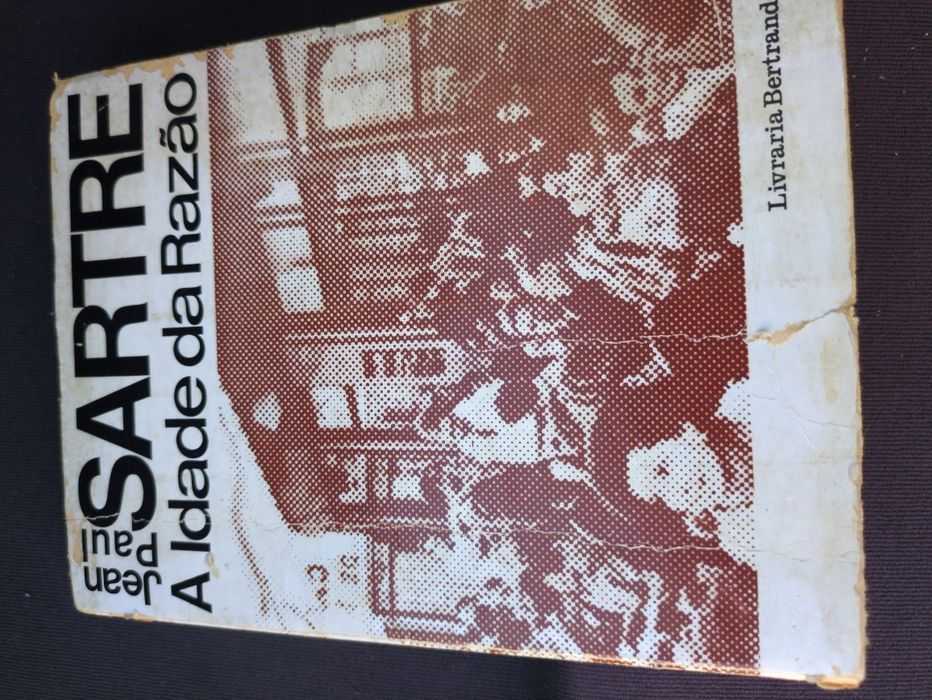 Jean
Paul
SARTRE
A Idade da Razão
Livraria Bertrand